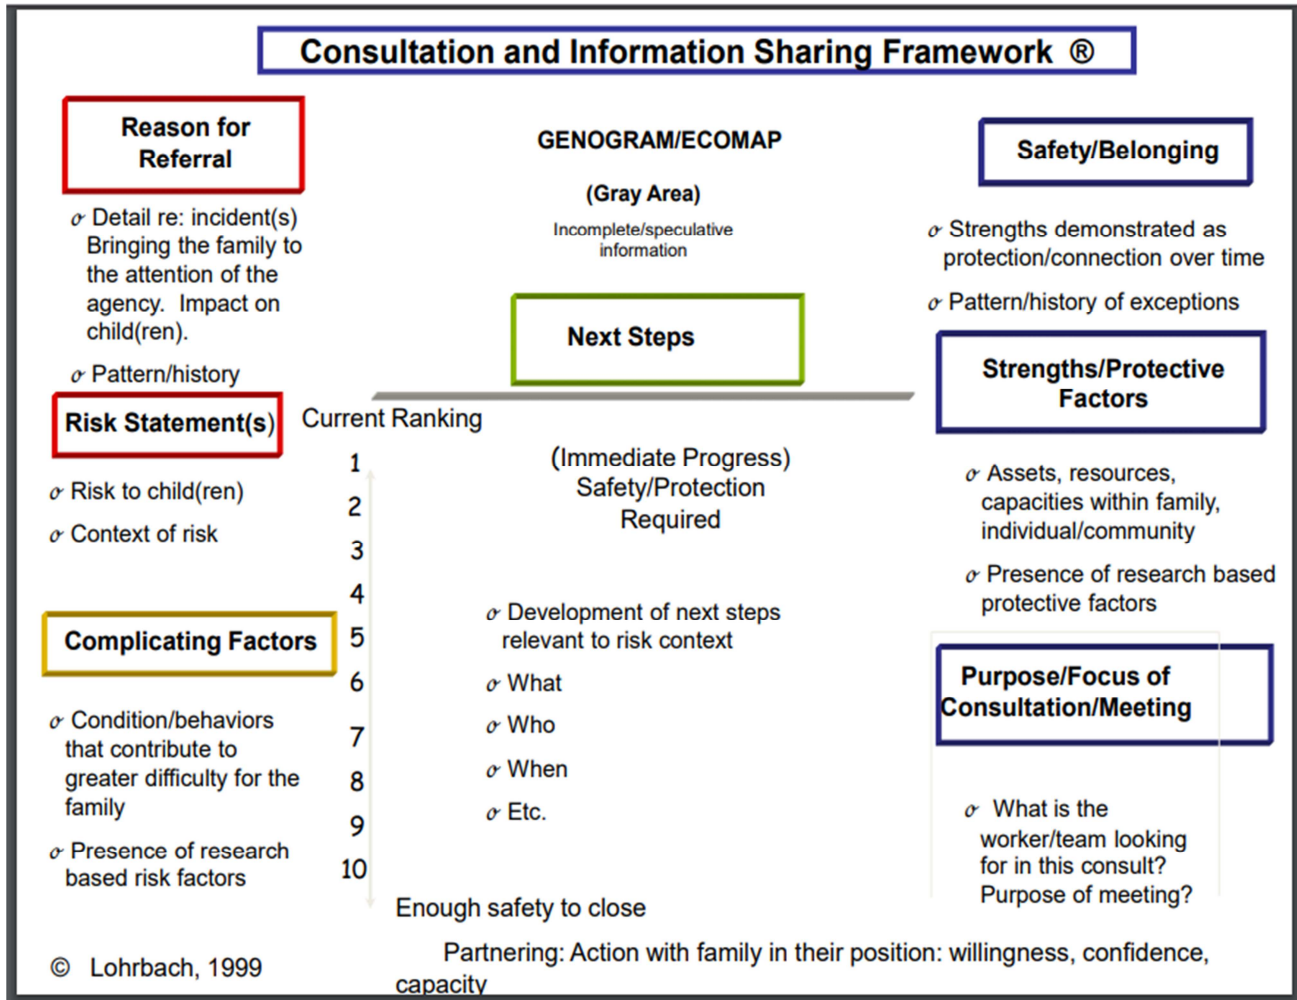 Consultation and Information Sharing Framework ®
Reason for
Referral
ơ Detail re: incident(s)
Bringing the family to
the attention of the
agency. Impact on
child(ren).
ơ Pattern/history
Risk Statement(s)
ơ Risk to child(ren)
ơ Context of risk
Complicating Factors
ơ Condition/behaviors
that contribute to
greater difficulty for the
family
ơ Presence of research
based risk factors
GENOGRAM/ECOMAP
(Gray Area)
Incomplete/speculative
information
Next Steps
Current Ranking
1
2
3
4
5
6
7
8
9
10
(Immediate Progress)
Safety/Protection
Required
ơ Development of next steps
relevant to risk context
ơ What
ơ Who
ơ When
ơ Etc.
Enough safety to close
Safety/Belonging
ơ Strengths demonstrated as
protection/connection over time
ơ Pattern/history of exceptions
Strengths/Protective
Factors
ơ Assets, resources,
capacities within family,
individual/community
ơ Presence of research based
protective factors
Purpose/Focus of
Consultation/Meeting
ơ What is the
worker/team looking
for in this consult?
Purpose of meeting?
Partnering: Action with family in their position: willingness, confidence,
capacity
© Lohrbach, 1999